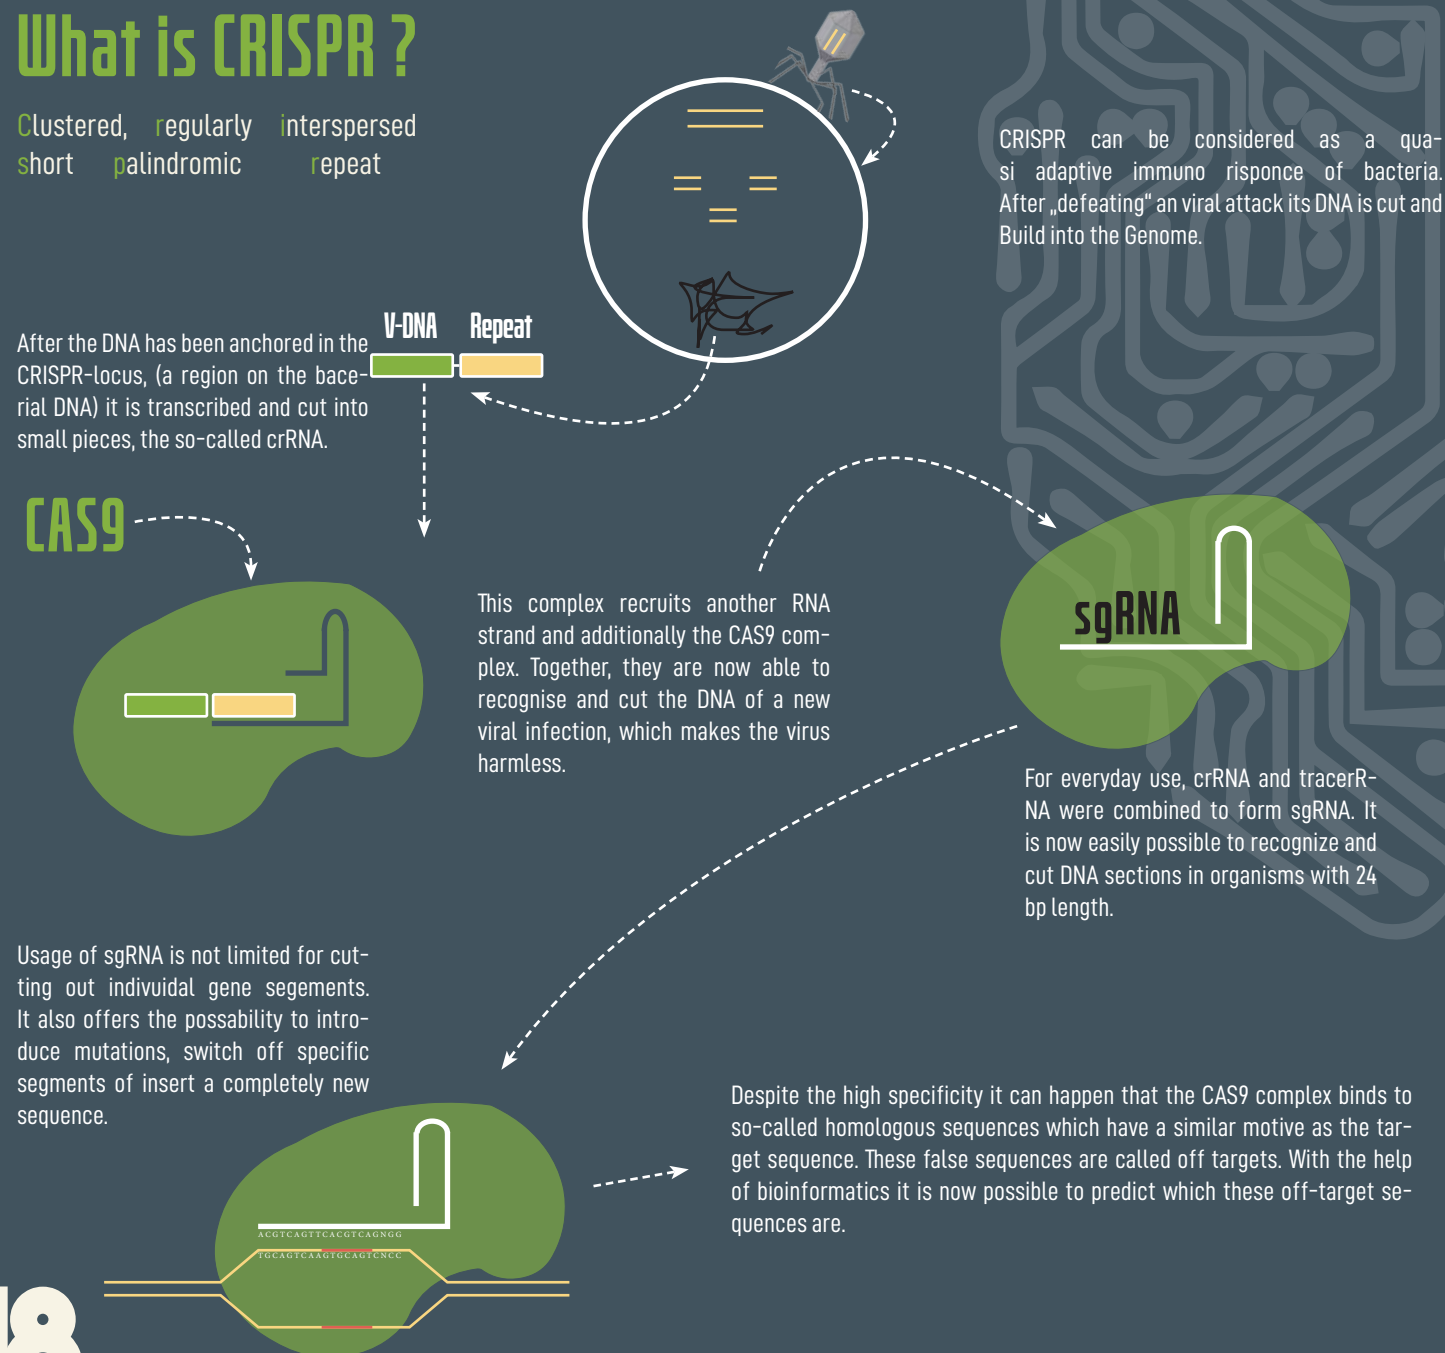 What is CRISPR ?
Clustered, regularly interspersed
short palindromic repeat
CRISPR can be considered as a qua-
si adaptive immuno risponce of bacteria.
After „defeating" an viral attack its DNA is cut and
Build into the Genome.
V-DNA Repeat
After the DNA has been anchored in the
CRISPR-locus, (a region on the bace-
rial DNA) it is transcribed and cut into
small pieces, the so-called crRNA.
CAS9
This complex recruits another RNA
strand and additionally the CAS9 com-
plex. Together, they are now able to
recognise and cut the DNA of a new
viral infection, which makes the virus
harmless.
sgRNA
For everyday use, crRNA and tracerR-
NA were combined to form sgRNA. It
is now easily possible to recognize and
cut DNA sections in organisms with 24
bp length.
Usage of sgRNA is not limited for cut-
ting out indivuidal gene segements.
It also offers the possability to intro-
duce mutations, switch off specific
segments of insert a completely new
sequence.
ACGTCAGTTCACGTCAGNGG
TGCAGTCAAGTGCAGTCNCC
Despite the high specificity it can happen that the CAS9 complex binds to
so-called homologous sequences which have a similar motive as the tar-
get sequence. These false sequences are called off targets. With the help
of bioinformatics it is now possible to predict which these off-target se-
quences are.
18